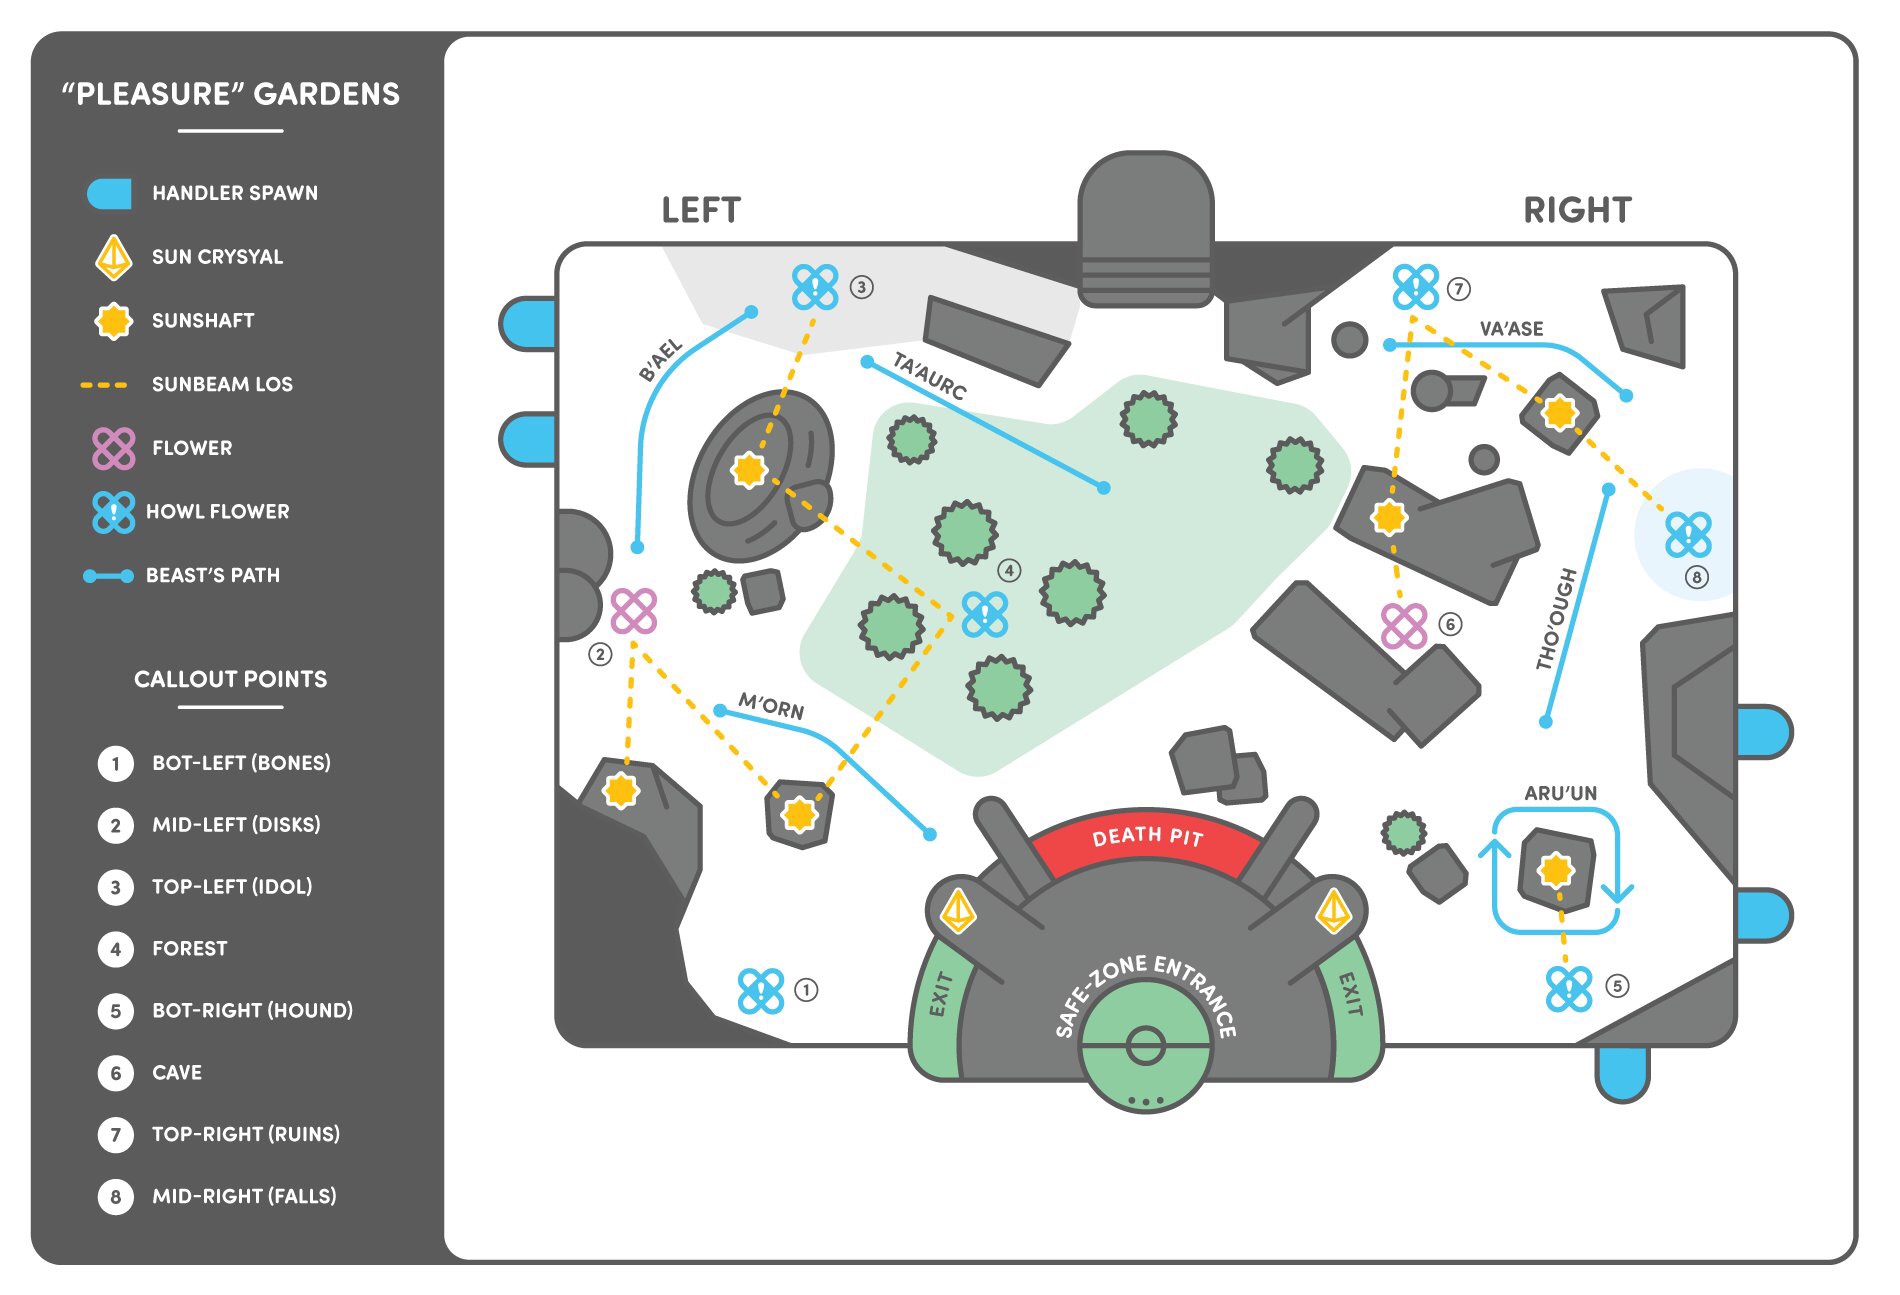 “PLEASURE” GARDENS
HANDLER SPAWN
SUN CRYSYAL
SUNSHAFT
SUNBEAM LOS
FLOWER
HOWL FLOWER
BEAST’S PATH
CALLOUT POINTS
1 BOT-LEFT (BONES)
2 MID-LEFT (DISKS)
3 TOP-LEFT (IDOL)
4 FOREST
5 BOT-RIGHT (HOUND)
6 CAVE
7 TOP-RIGHT (RUINS)
8 MID-RIGHT (FALLS)
LEFT
RIGHT
3
7
B’AEL
TA’AURC
VA’ASE
4
8
2
6
THO’OUGH
M’ORN
ARU’UN
DEATH PIT
EXIT
SAFE-ZONE ENTRANCE
EXIT
1
5